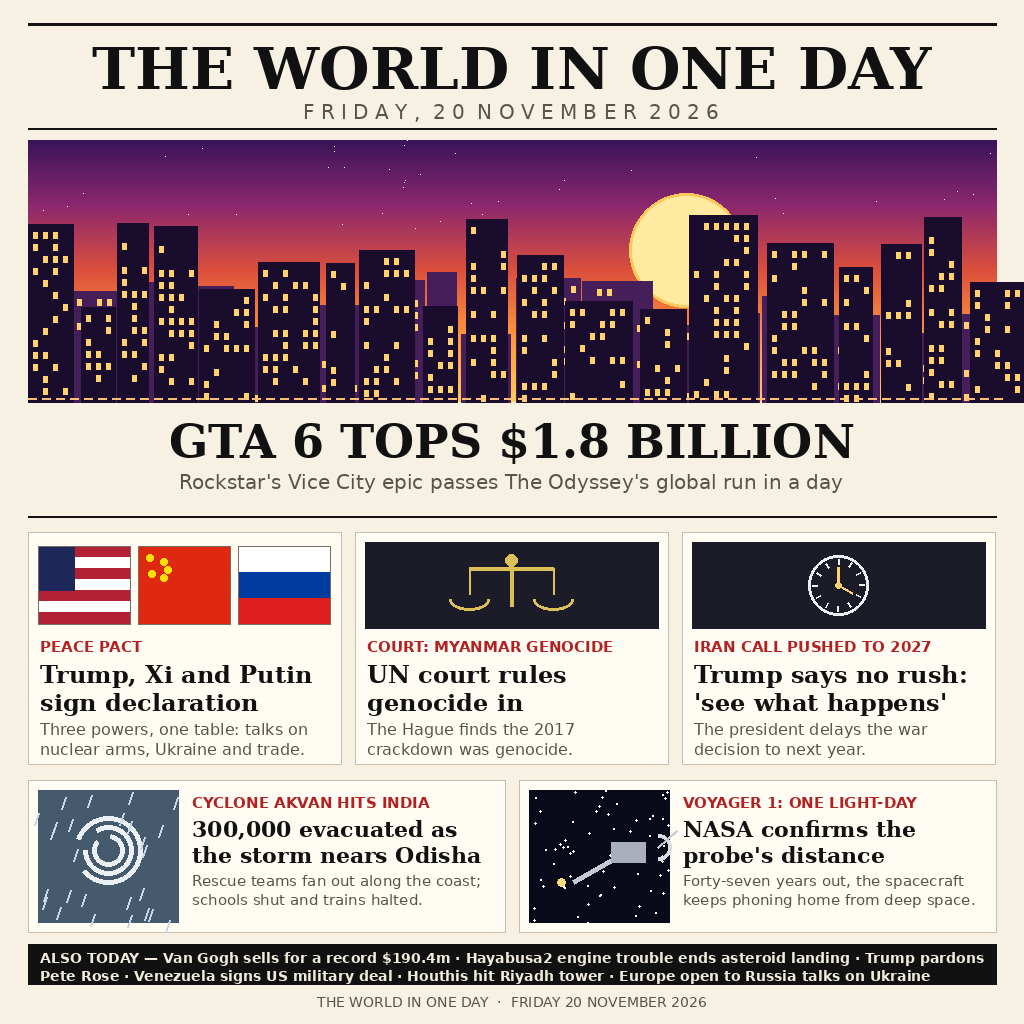 THE WORLD IN ONE DAY
FRIDAY, 20 NOVEMBER 2026
GTA 6 TOPS $1.8 BILLION
Rockstar's Vice City epic passes The Odyssey's global run in a day
PEACE PACT
Trump, Xi and Putin
sign declaration
Three powers, one table: talks on
nuclear arms, Ukraine and trade.
COURT: MYANMAR GENOCIDE
UN court rules
genocide in
The Hague finds the 2017
crackdown was genocide.
IRAN CALL PUSHED TO 2027
Trump says no rush:
'see what happens'
The president delays the war
decision to next year.
CYCLONE AKVAN HITS INDIA
300,000 evacuated as
the storm nears Odisha
Rescue teams fan out along the coast;
schools shut and trains halted.
VOYAGER 1: ONE LIGHT-DAY
NASA confirms the
probe's distance
Forty-seven years out, the spacecraft
keeps phoning home from deep space.
ALSO TODAY — Van Gogh sells for a record $190.4m · Hayabusa2 engine trouble ends asteroid landing · Trump pardons
Pete Rose · Venezuela signs US military deal · Houthis hit Riyadh tower · Europe open to Russia talks on Ukraine
THE WORLD IN ONE DAY · FRIDAY 20 NOVEMBER 2026